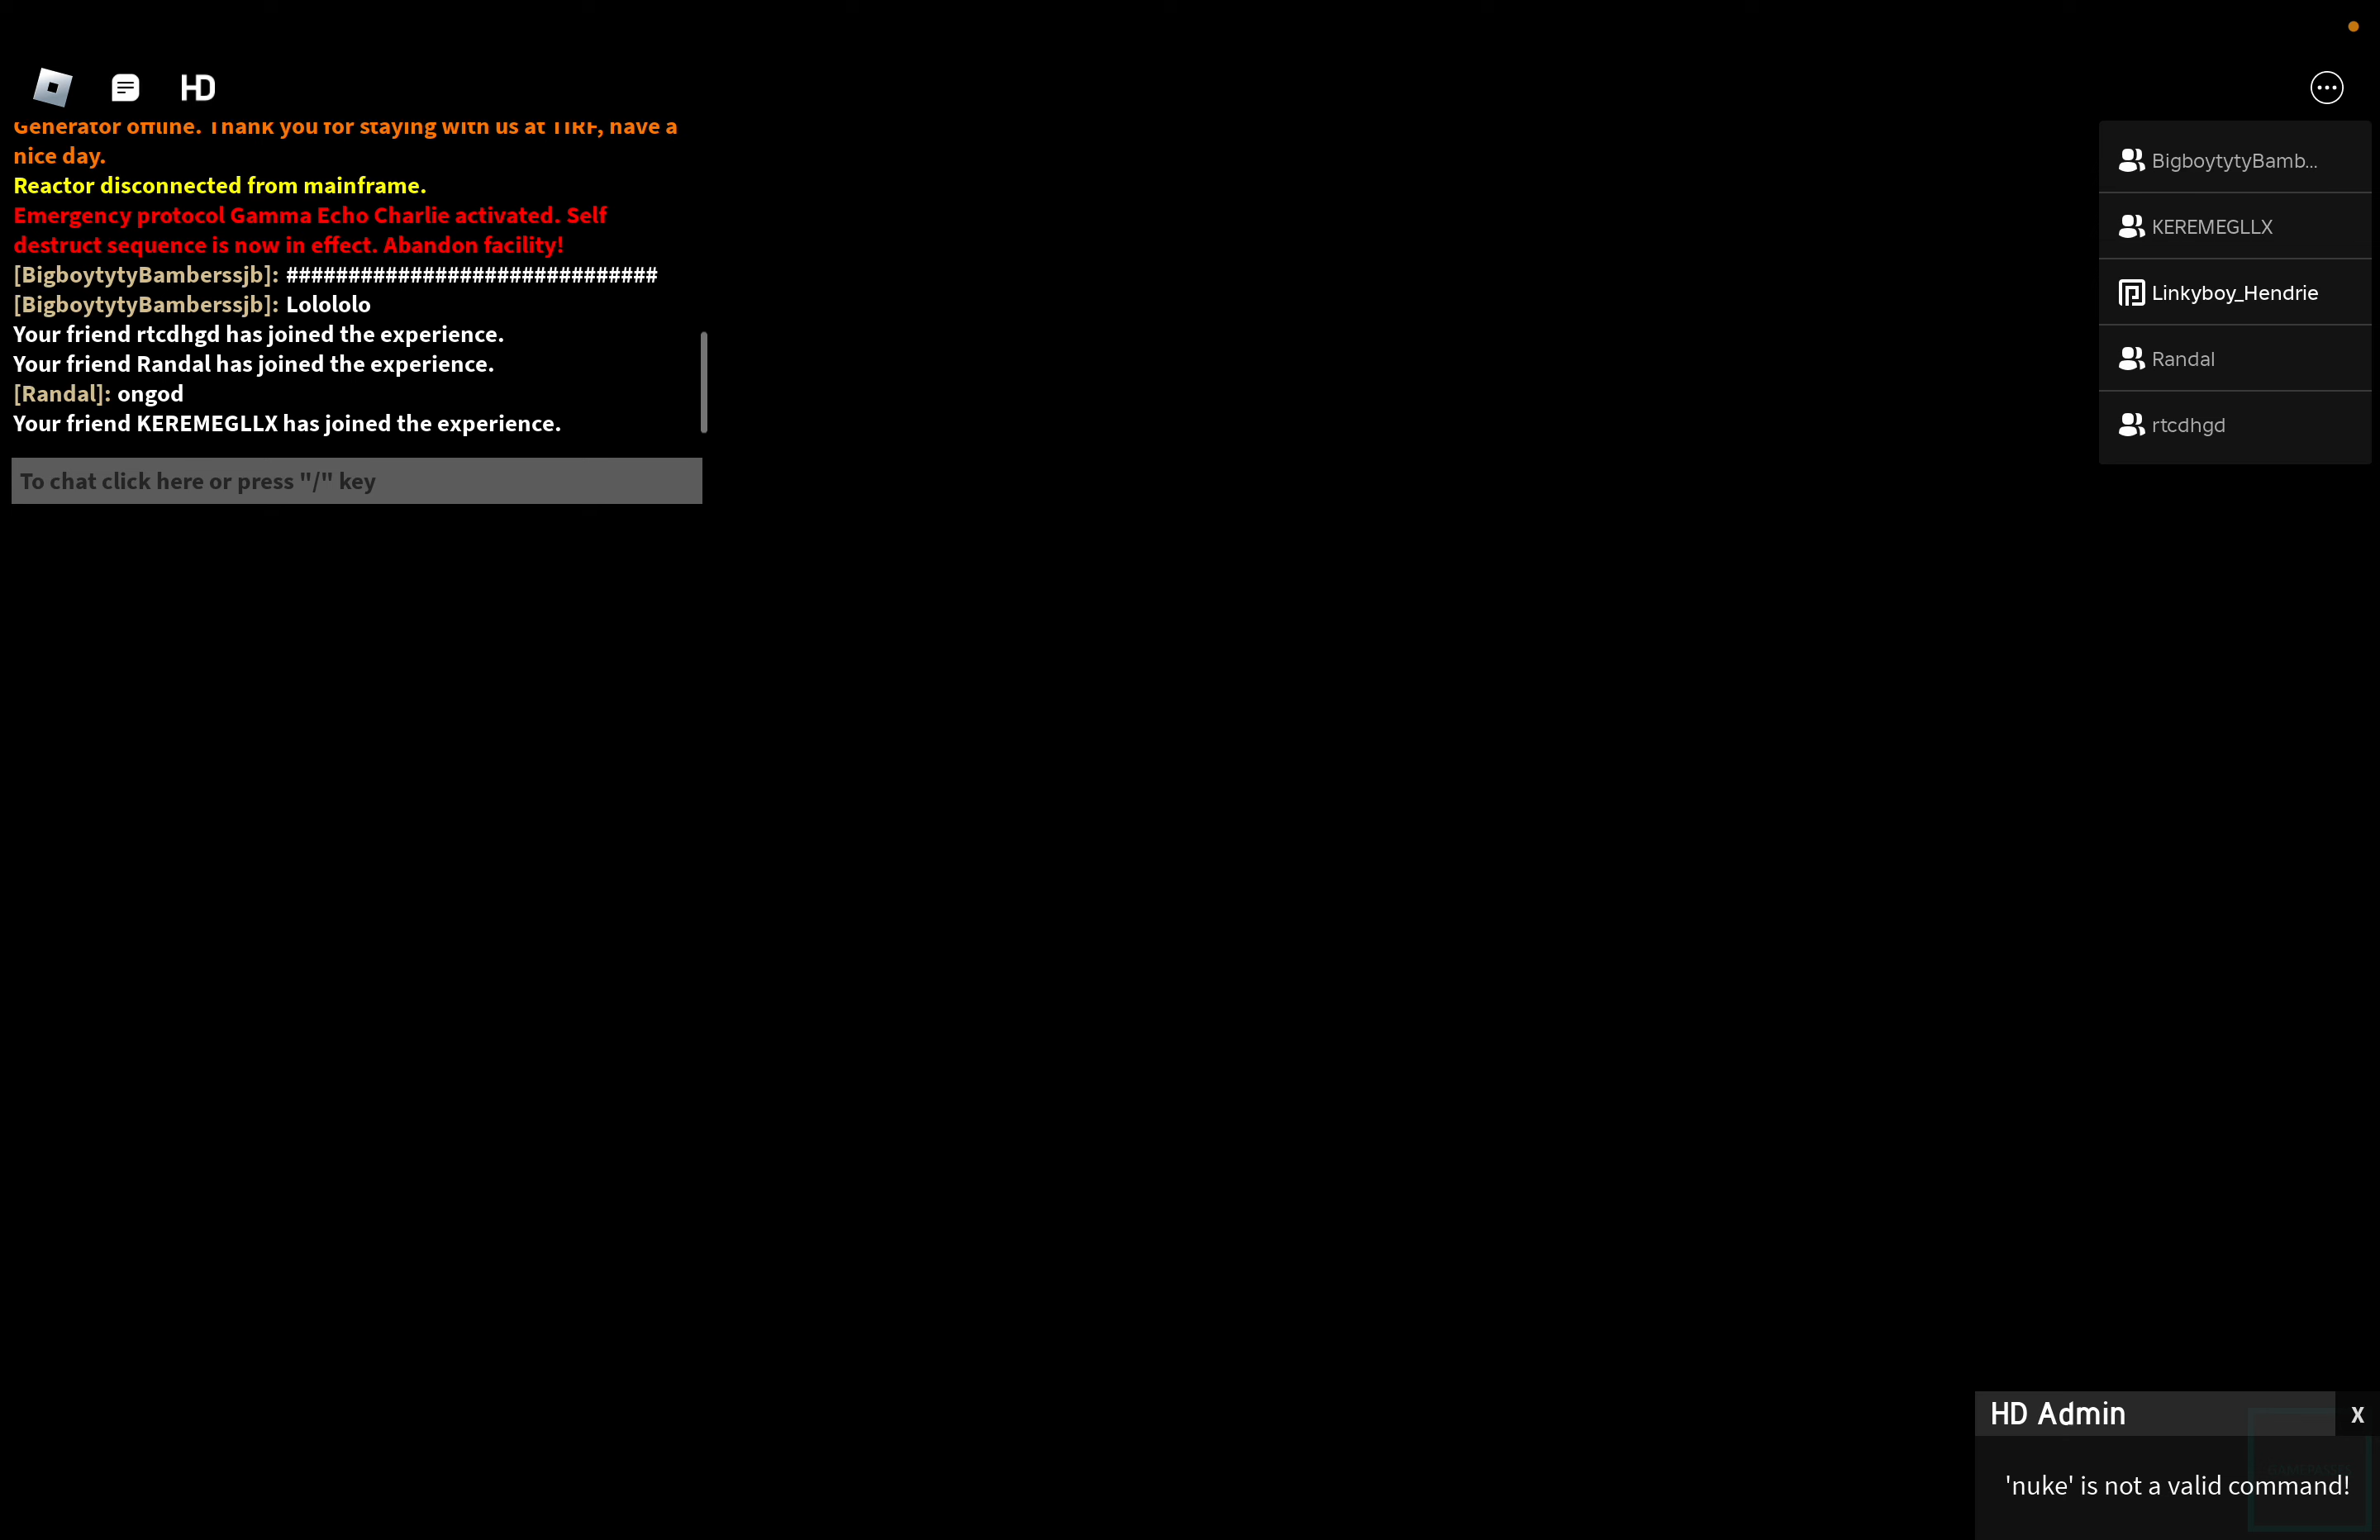 HD
Generator offline. Thank you for staying with us at TIRF, have a
nice day.
Reactor disconnected from mainframe.
Emergency protocol Gamma Echo Charlie activated. Self
destruct sequence is now in effect. Abandon facility!
[BigboytytyBamberssjb]: ##############################
[BigboytytyBamberssjb]: Lolololo
Your friend rtcdhgd has joined the experience.
Your friend Randal has joined the experience.
[Randal]: ongod
Your friend KEREMEGLLX has joined the experience.
To chat click here or press "/" key
BigboytytyBamb...
KEREMEGLLX
Linkyboy_Hendrie
Randal
rtcdhgd
HD Admin
X
'nuke' is not a valid command!